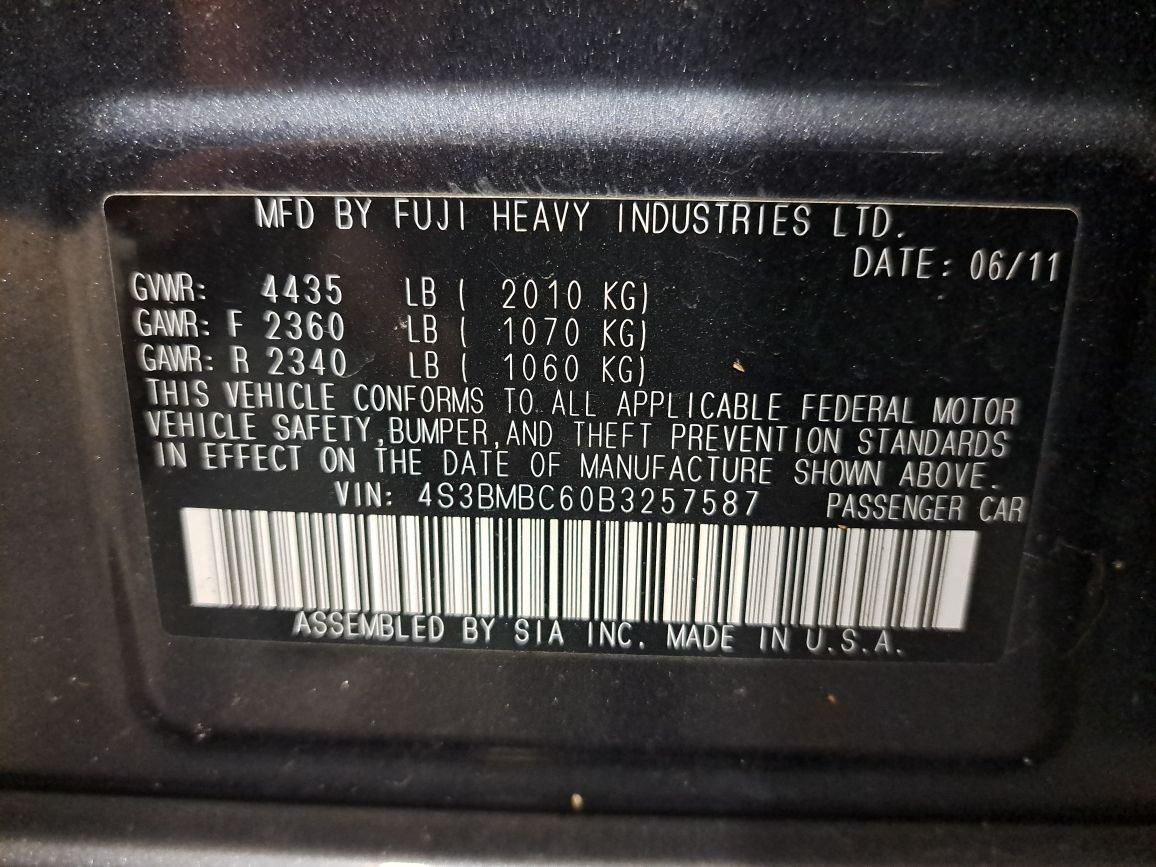 MFD BY FUJI HEAVY INDUSTRIES LTD.
DATE: 06/11
GVWR: 4435 LB ( 2010 KG)
GAWR: F 2360 LB ( 1070 KG)
GAWR: R 2340 LB ( 1060 KG)
THIS VEHICLE CONFORMS TO ALL APPLICABLE FEDERAL MOTOR
VEHICLE SAFETY,BUMPER,AND THEFT PREVENTION STANDARDS
IN EFFECT ON THE DATE OF MANUFACTURE SHOWN ABOVE.
VIN: 4S3BMBC60B3257587 PASSENGER CAR
ASSEMBLED BY SIA INC. MADE IN U.S.A.